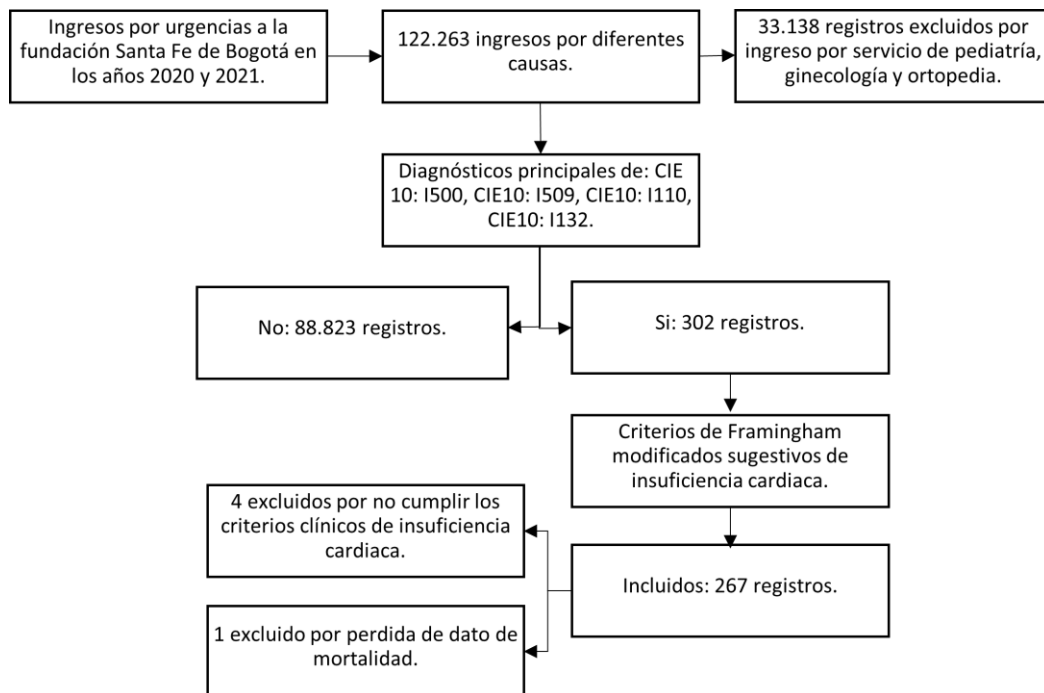 Ingresos por urgencias a la
fundación Santa Fe de Bogotá en
los años 2020 y 2021.
122.263 ingresos por diferentes
causas.
33.138 registros excluidos por
ingreso por servicio de pediatría,
ginecología y ortopedia.
Diagnósticos principales de: CIE
10: I500, CIE10: I509, CIE10: I110,
CIE10: I132.
No: 88.823 registros.
Si: 302 registros.
Criterios de Framingham
modificados sugestivos de
insuficiencia cardiaca.
4 excluidos por no cumplir los
criterios clínicos de insuficiencia
cardiaca.
Incluidos: 267 registros.
1 excluido por perdida de dato de
mortalidad.